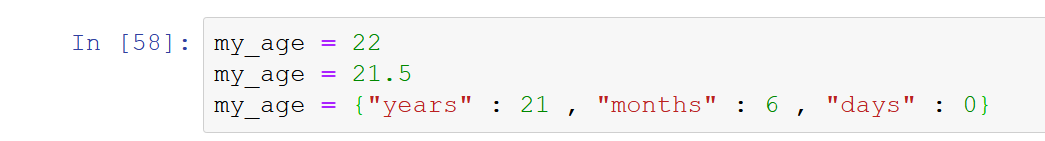 In [58]: my_age = 22
my_age = 21.5
my_age = {"years" : 21 , "months" : 6 , "days" : 0}